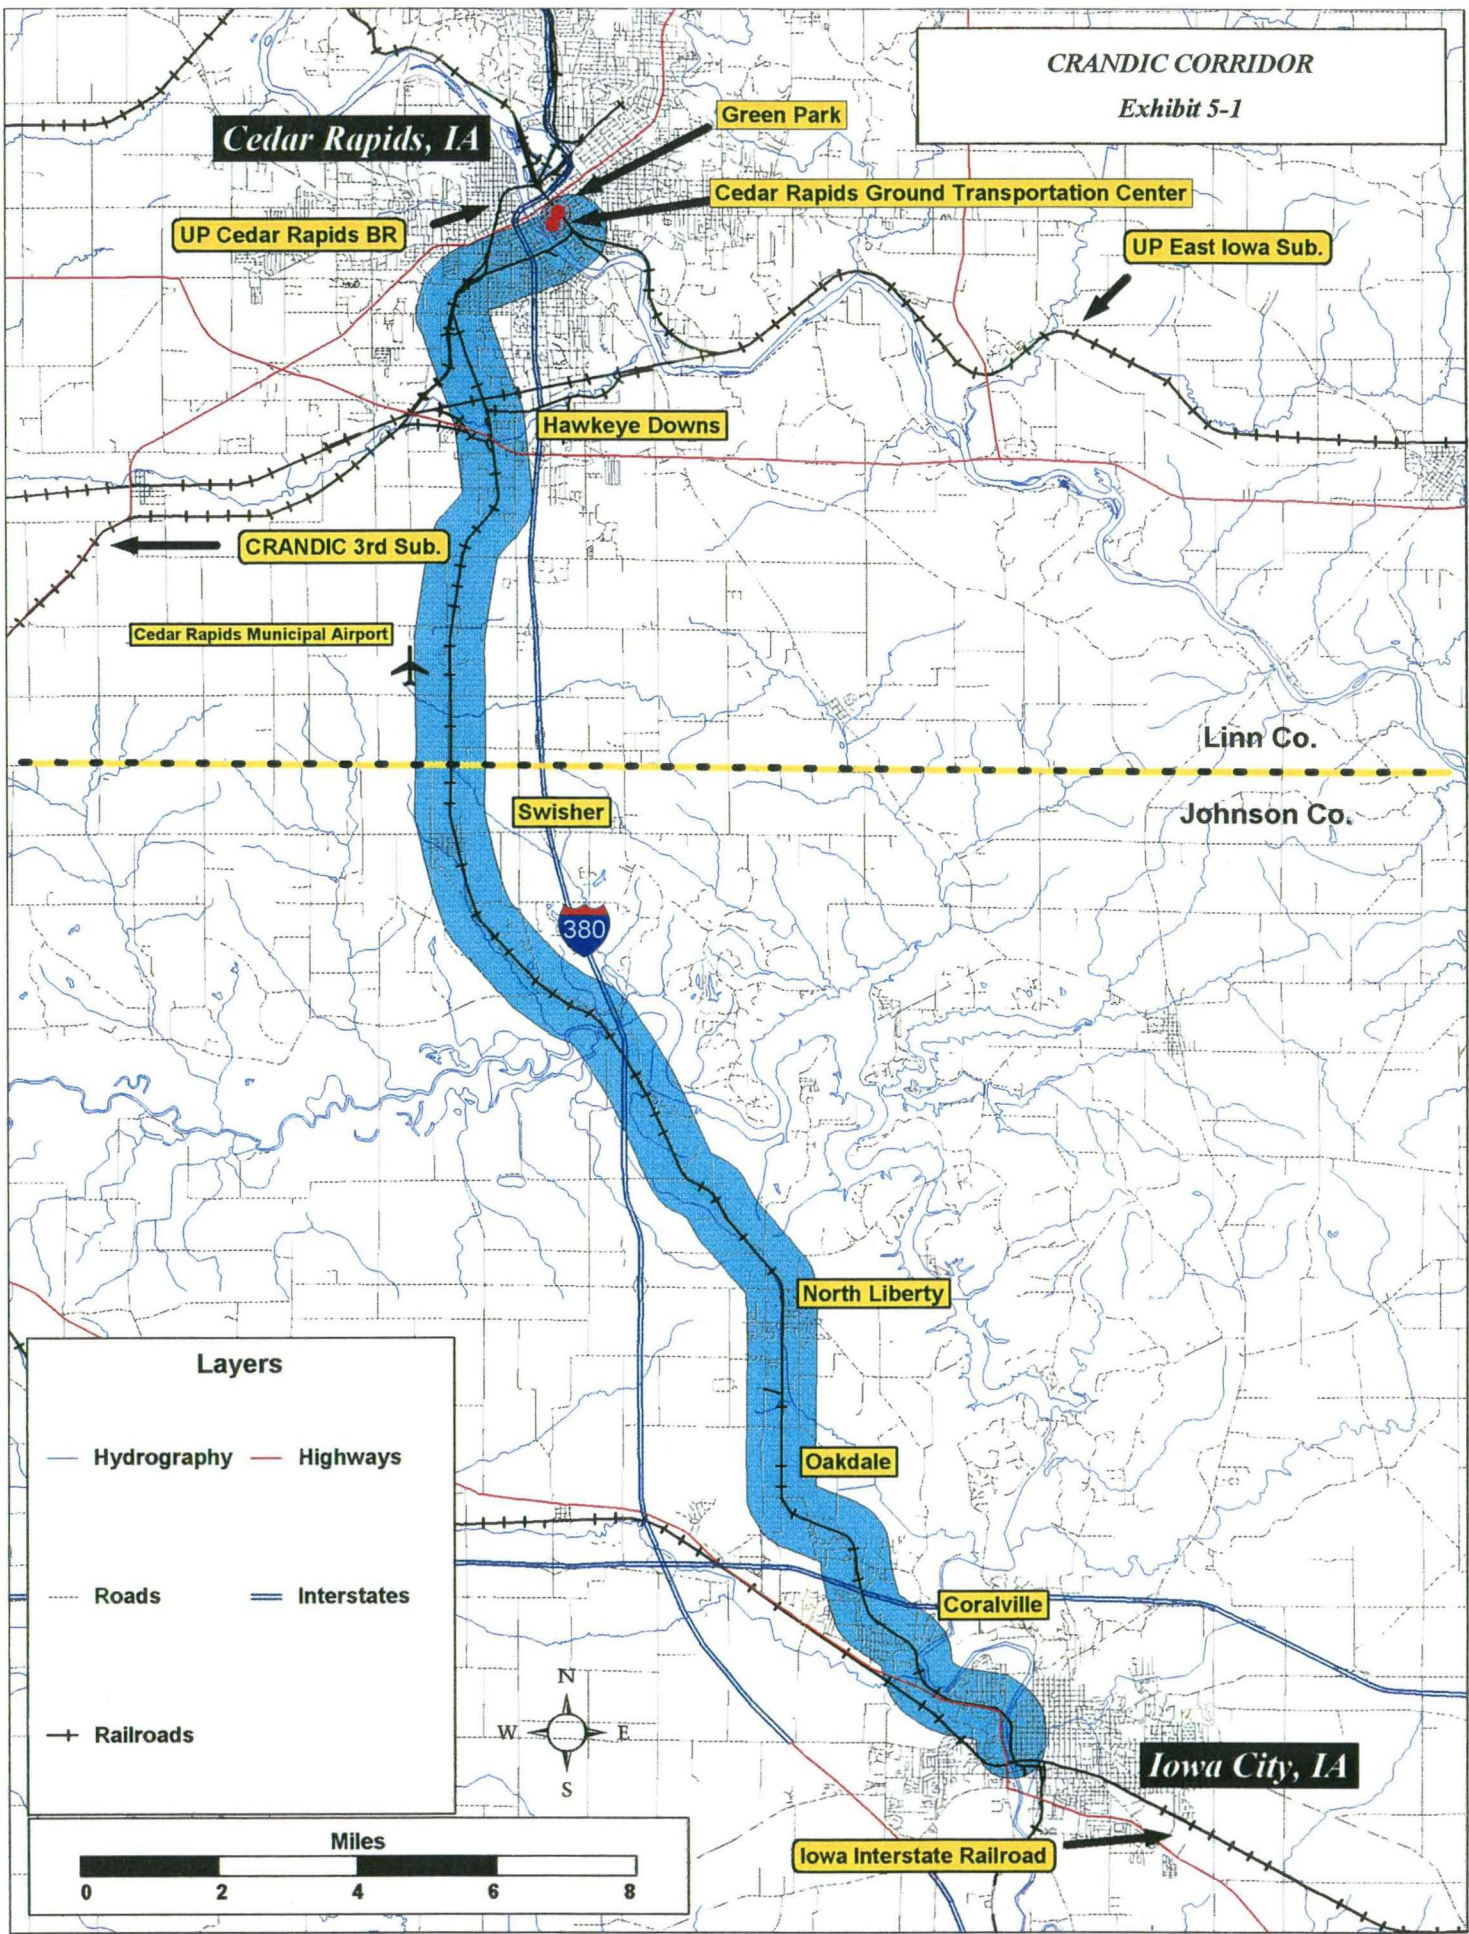 CRANDIC CORRIDOR
Exhibit 5-1
Green Park
Cedar Rapids, IA
Cedar Rapids Ground Transportation Center
UP Cedar Rapids BR
UP East Iowa Sub.
Hawkeye Downs
CRANDIC 3rd Sub.
Cedar Rapids Municipal Airport
Linn Co.
Swisher
Johnson Co.
380
North Liberty
Layers
Hydrography
Highways
Oakdale
Roads
Interstates
Coralville
N
W
E
S
Railroads
Iowa City, IA
Miles
Iowa Interstate Railroad
0 2 4 6 8